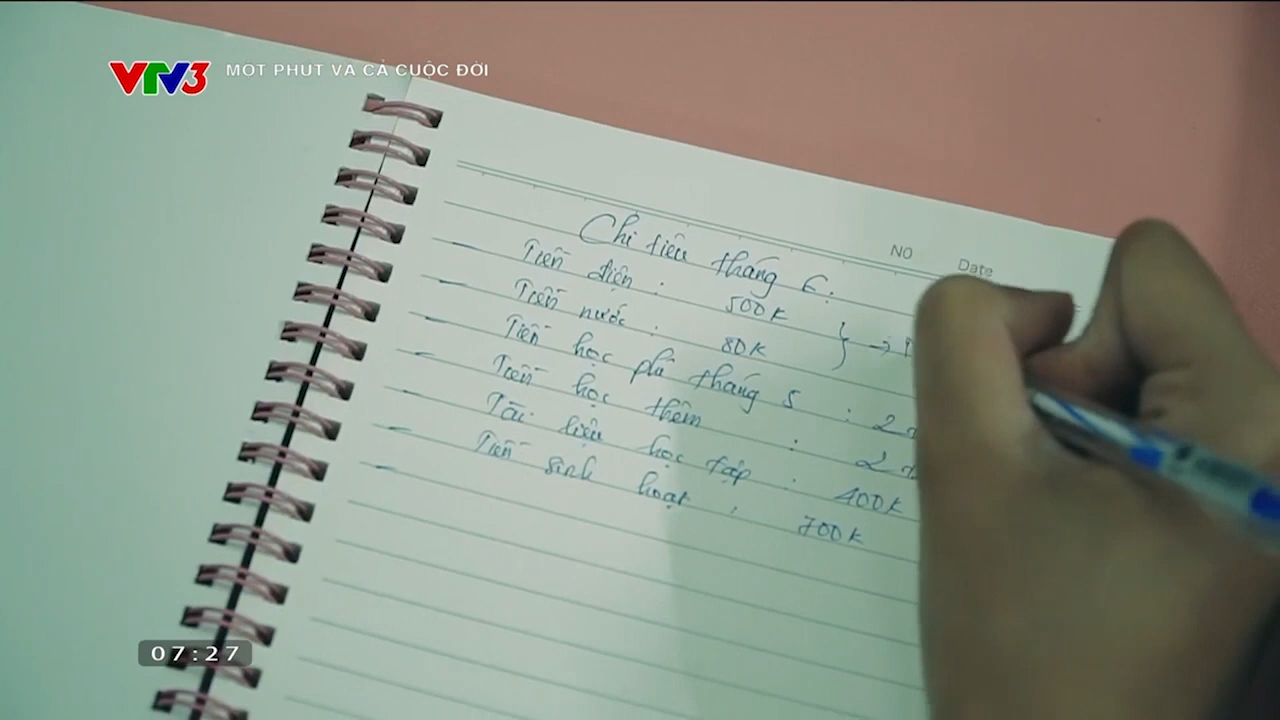 VTV3 MỘT PHÚT VÀ CẢ CUỘC ĐỜI
NO
Date
Chi tiêu tháng 6:
- Tiền điện : 500K
- Tiền nước : 80K } →
- Tiền học phí tháng 5 : 2
- Tiền học thêm : 2
- Tài liệu học tập : 400K
- Tiền sinh hoạt : 700K
07:27